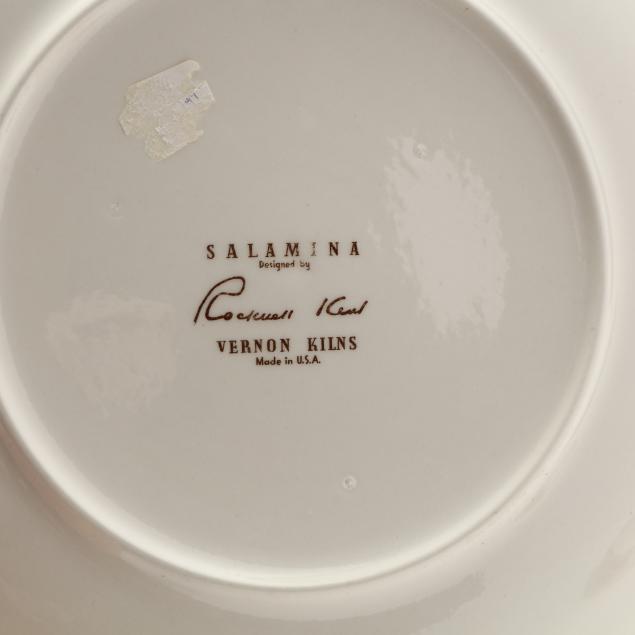 SALAMINA
Designed by
Rockwell Kent
VERNON KILNS
Made in U.S.A.